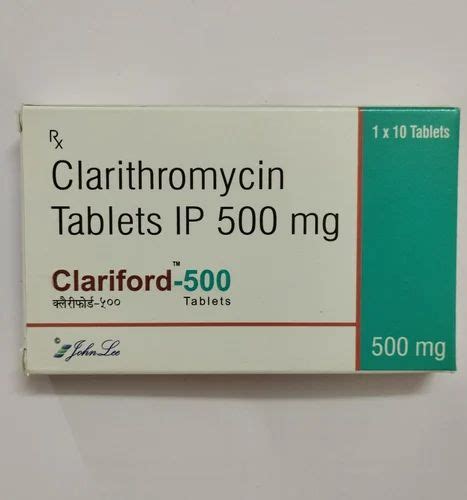 Rx
1 x 10 Tablets
Clarithromycin
Tablets IP 500 mg
Clariford™-500
क्लैरीफोर्ड-५०० Tablets
John Lee
500 mg